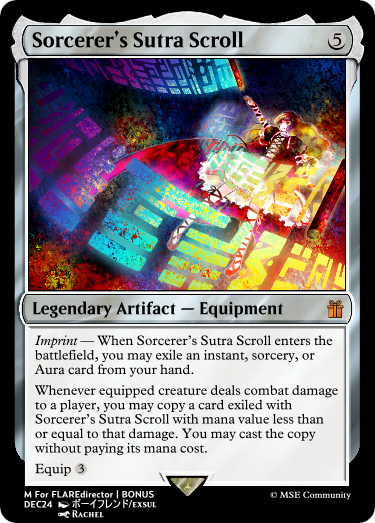 Sorcerer's Sutra Scroll 5
Legendary Artifact — Equipment
Imprint — When Sorcerer's Sutra Scroll enters the
battlefield, you may exile an instant, sorcery, or
Aura card from your hand.
Whenever equipped creature deals combat damage
to a player, you may copy a card exiled with
Sorcerer's Sutra Scroll with mana value less than
or equal to that damage. You may cast the copy
without paying its mana cost.
Equip 3
M For FLAREdirector | BONUS
DEC24 ボーイフレンド/EXSUL © MSE Community
RACHEL